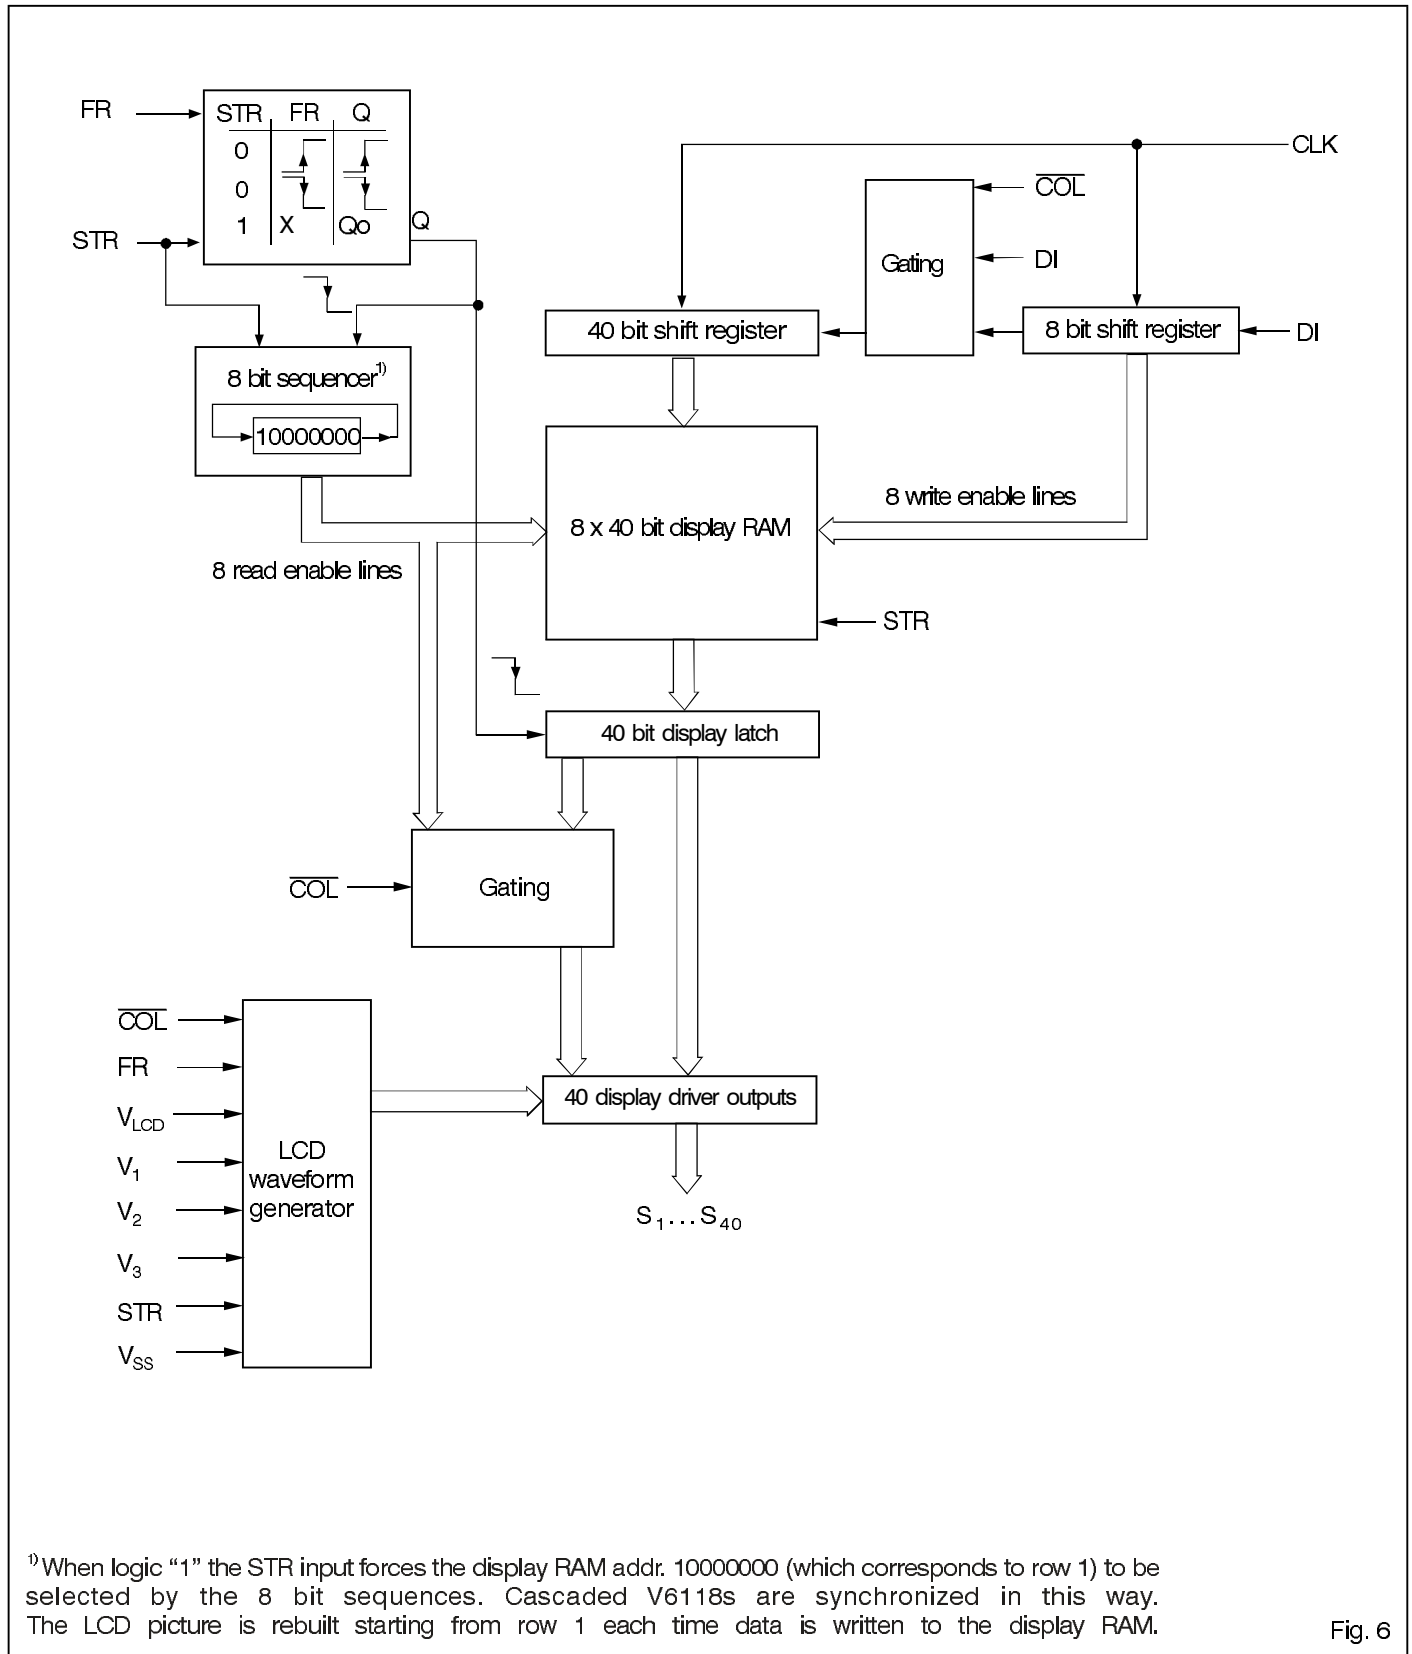 FR
STR FR Q
0
0
1 X Qo
Q
STR
CLK
COL
DI
Gating
40 bit shift register
8 bit shift register
DI
8 bit sequencer1)
10000000
8 x 40 bit display RAM
8 write enable lines
8 read enable lines
STR
40 bit display latch
COL
Gating
COL
FR
VLCD
V1
V2
V3
STR
VSS
LCD
waveform
generator
40 display driver outputs
S1...S40
1) When logic “1” the STR input forces the display RAM addr. 10000000 (which corresponds to row 1) to be
selected by the 8 bit sequences. Cascaded V6118s are synchronized in this way.
The LCD picture is rebuilt starting from row 1 each time data is written to the display RAM.
Fig. 6